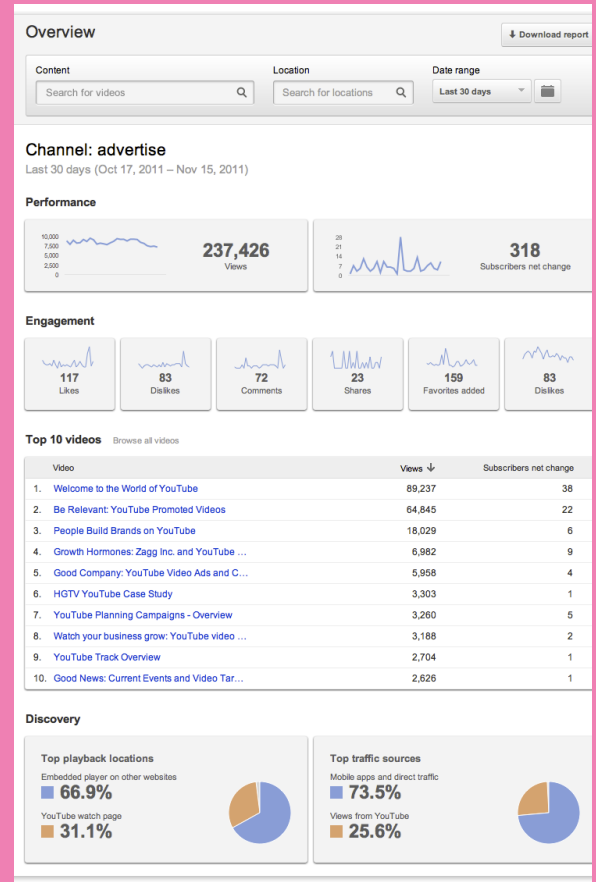 Overview
Download report
Content
Location
Date range
Search for videos
Search for locations
Last 30 days
Channel: advertise
Last 30 days (Oct 17, 2011 – Nov 15, 2011)
Performance
10,000
7,500
5,000
2,500
0
237,426
Views
28
21
14
7
0
318
Subscribers net change
Engagement
117
Likes
83
Dislikes
72
Comments
23
Shares
159
Favorites added
83
Dislikes
Top 10 videos Browse all videos
Video Views Subscribers net change
1. Welcome to the World of YouTube 89,237 38
2. Be Relevant: YouTube Promoted Videos 64,845 22
3. People Build Brands on YouTube 18,029 6
4. Growth Hormones: Zagg Inc. and YouTube ... 6,982 9
5. Good Company: YouTube Video Ads and C... 5,958 4
6. HGTV YouTube Case Study 3,303 1
7. YouTube Planning Campaigns - Overview 3,260 5
8. Watch your business grow: YouTube video ... 3,188 2
9. YouTube Track Overview 2,704 1
10. Good News: Current Events and Video Tar... 2,626 1
Discovery
Top playback locations
Embedded player on other websites
66.9%
YouTube watch page
31.1%
Top traffic sources
Mobile apps and direct traffic
73.5%
Views from YouTube
25.6%